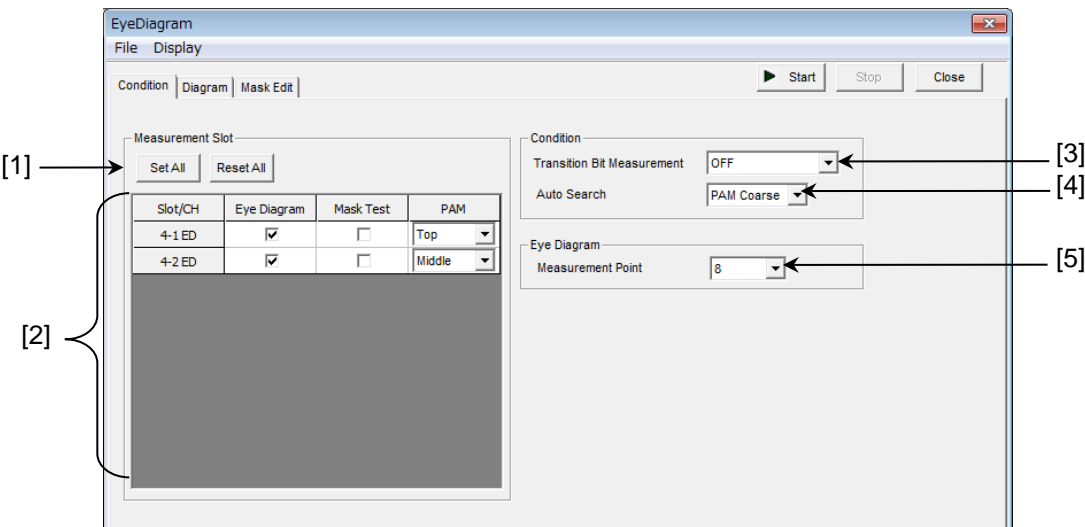 EyeDiagram
File Display
Start Stop Close
Condition Diagram Mask Edit
Measurement Slot
Condition
[1]
Set All Reset All
Transition Bit Measurement OFF
[3]
Auto Search PAM Coarse
[4]
Slot/CH Eye Diagram Mask Test PAM
4-1 ED Top
4-2 ED Middle
Eye Diagram
Measurement Point 8
[5]
[2]